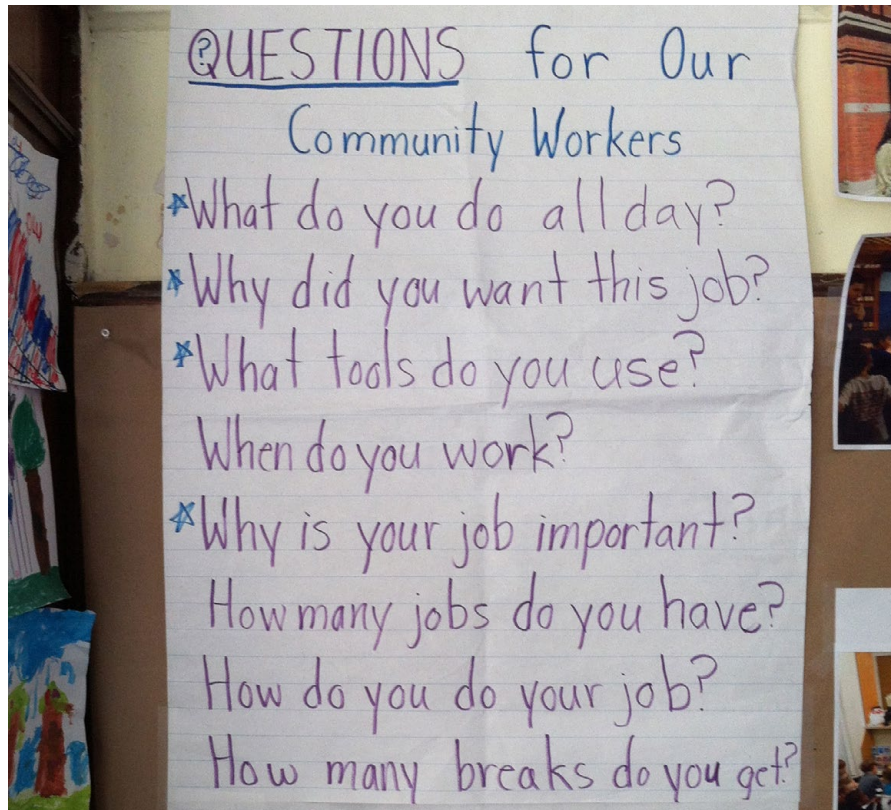 QUESTIONS for Our
Community Workers
What do you do all day?
Why did you want this job?
What tools do you use?
When do you work?
Why is your job important?
How many jobs do you have?
How do you do your job?
How many breaks do you get?